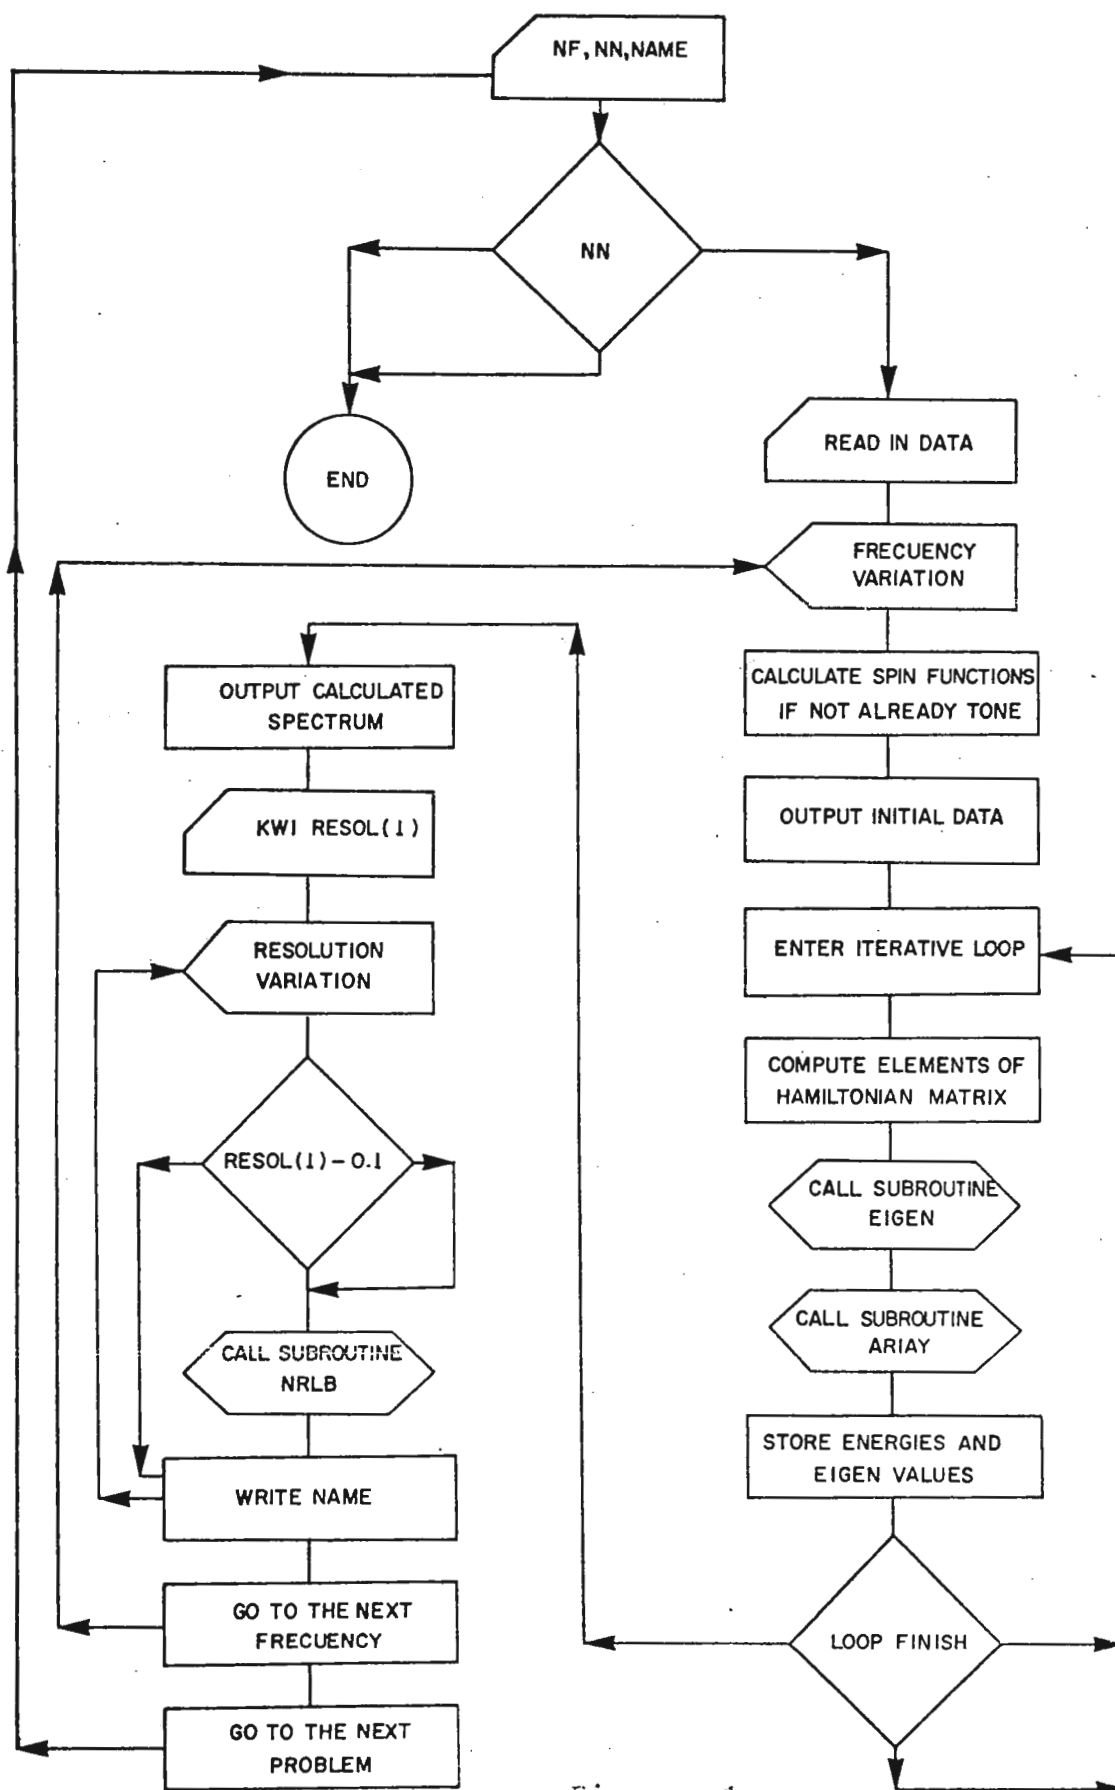 NF, NN, NAME
NN
END
READ IN DATA
FRECUENCY
VARIATION
CALCULATE SPIN FUNCTIONS
IF NOT ALREADY TONE
OUTPUT INITIAL DATA
ENTER ITERATIVE LOOP
COMPUTE ELEMENTS OF
HAMILTONIAN MATRIX
CALL SUBROUTINE
EIGEN
CALL SUBROUTINE
ARIAY
STORE ENERGIES AND
EIGEN VALUES
LOOP FINISH
OUTPUT CALCULATED
SPECTRUM
KWI RESOL(1)
RESOLUTION
VARIATION
RESOL(1)-0.1
CALL SUBROUTINE
NRLB
WRITE NAME
GO TO THE NEXT
FRECUENCY
GO TO THE NEXT
PROBLEM